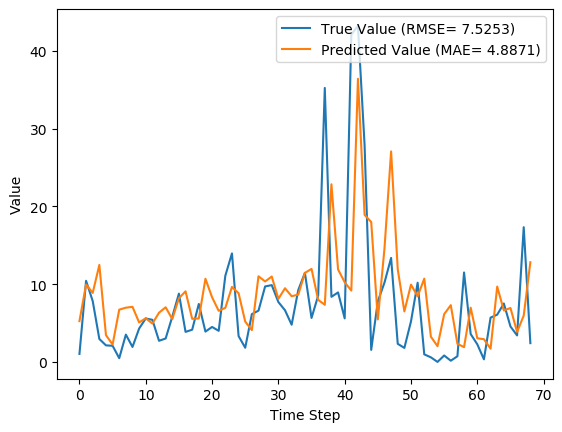 True Value (RMSE= 7.5253)
Predicted Value (MAE= 4.8871)
40
30
20
10
0
Value
0 10 20 30 40 50 60 70
Time Step